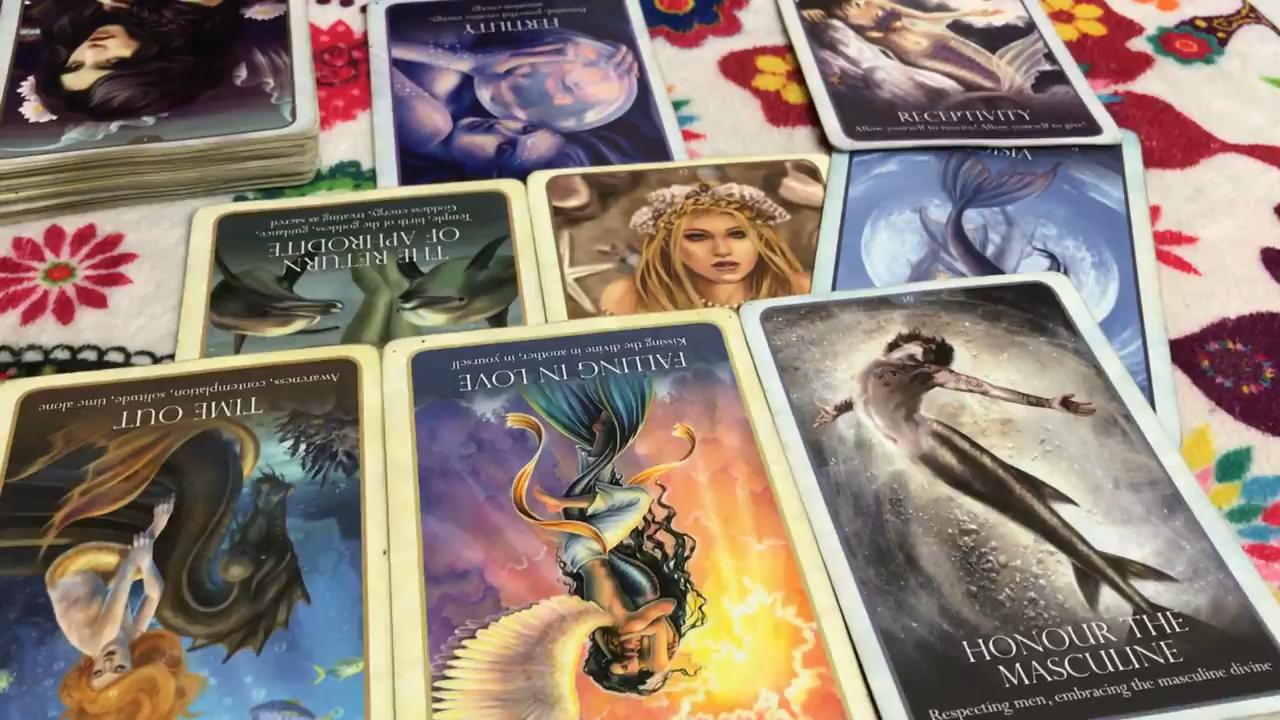 FERTILITY
RECEPTIVITY
Allow yourself to receive! Allow yourself to give!
THE RETURN
OF APHRODITE
Temple, birth of the goddess, guidance,
Goddess energy, treating as sacred
TIME OUT
Awareness, contemplation, solitude, time alone
FALLING IN LOVE
Kissing the divine in another, in yourself
HONOUR THE
MASCULINE
Respecting men, embracing the masculine divine